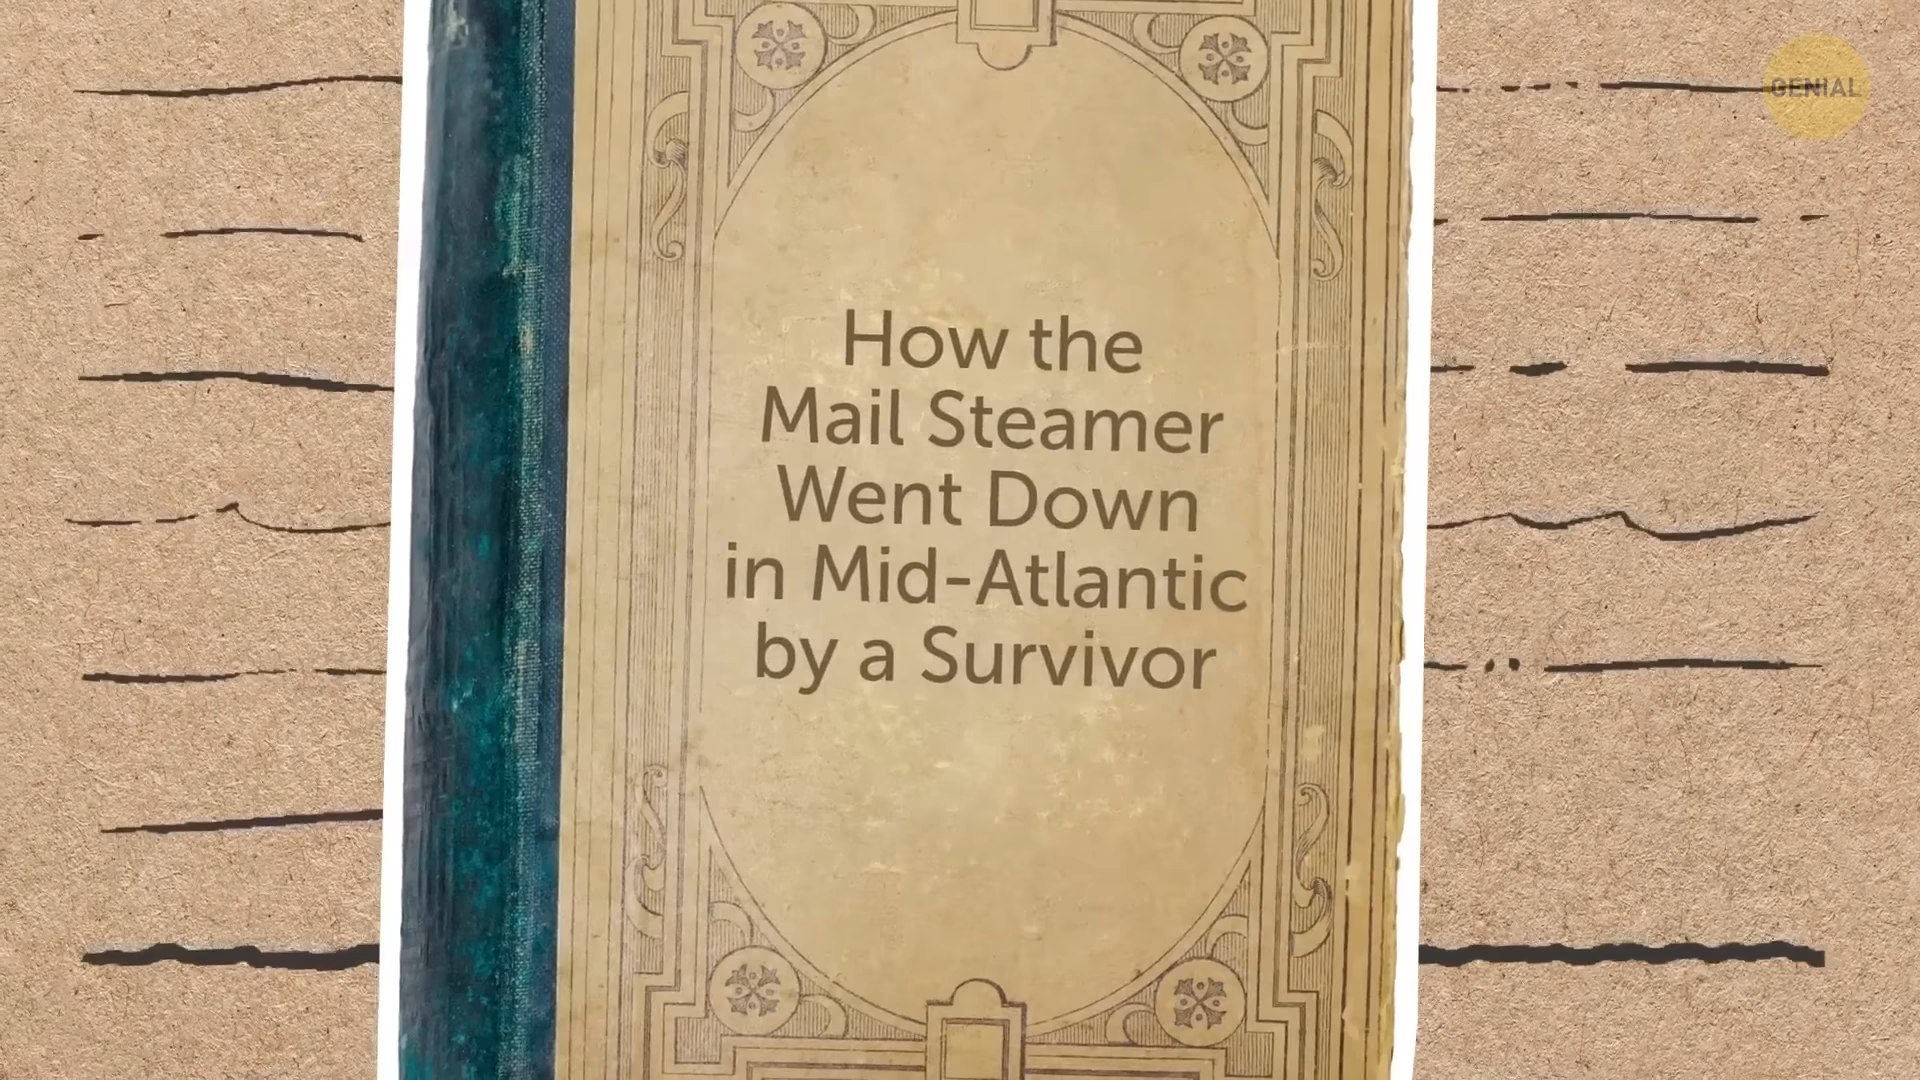 GENIAL
How the
Mail Steamer
Went Down
in Mid-Atlantic
by a Survivor